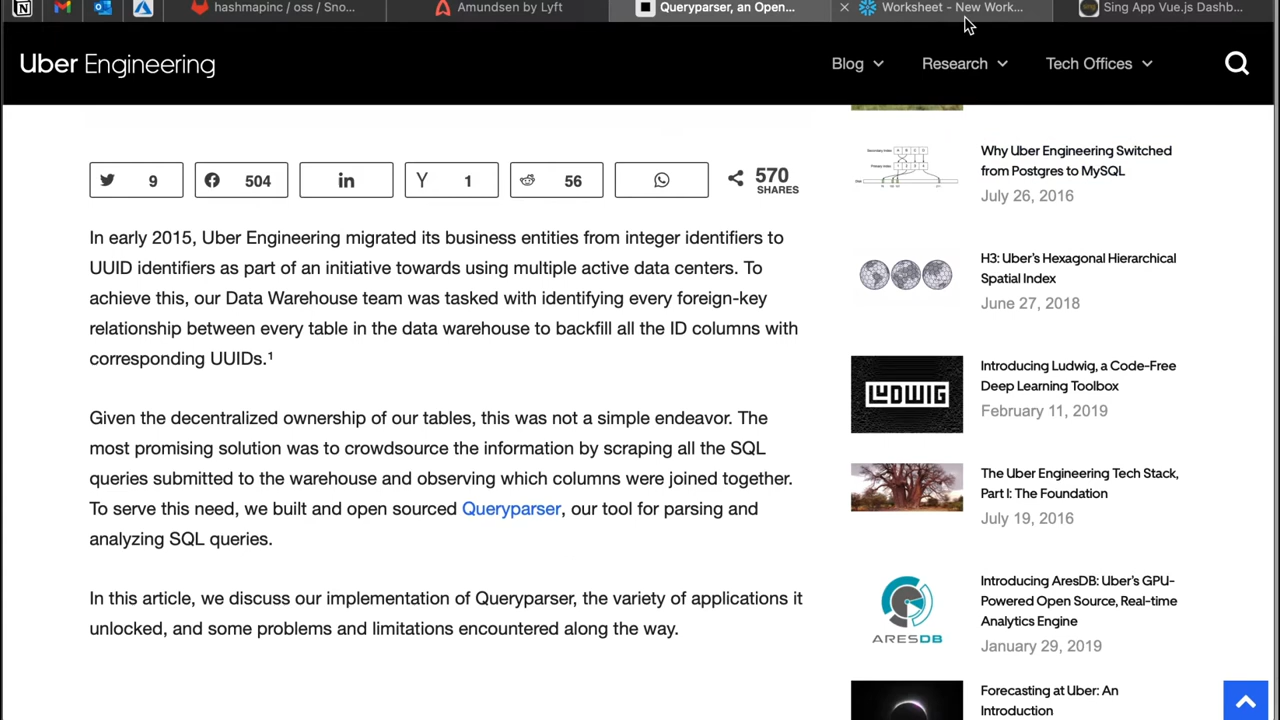 hashmapinc / oss / Sno...
Amundsen by Lyft
Queryparser, an Open...
Worksheet - New Work...
Sing App Vue.js Dashb...
Uber Engineering
Blog
Research
Tech Offices
9
504
in
Y 1
56
570
SHARES
In early 2015, Uber Engineering migrated its business entities from integer identifiers to
UUID identifiers as part of an initiative towards using multiple active data centers. To
achieve this, our Data Warehouse team was tasked with identifying every foreign-key
relationship between every table in the data warehouse to backfill all the ID columns with
corresponding UUIDs.¹
Given the decentralized ownership of our tables, this was not a simple endeavor. The
most promising solution was to crowdsource the information by scraping all the SQL
queries submitted to the warehouse and observing which columns were joined together.
To serve this need, we built and open sourced Queryparser, our tool for parsing and
analyzing SQL queries.
In this article, we discuss our implementation of Queryparser, the variety of applications it
unlocked, and some problems and limitations encountered along the way.
Why Uber Engineering Switched
from Postgres to MySQL
July 26, 2016
H3: Uber's Hexagonal Hierarchical
Spatial Index
June 27, 2018
LUDWIG
Introducing Ludwig, a Code-Free
Deep Learning Toolbox
February 11, 2019
The Uber Engineering Tech Stack,
Part I: The Foundation
July 19, 2016
ARESDB
Introducing AresDB: Uber's GPU-
Powered Open Source, Real-time
Analytics Engine
January 29, 2019
Forecasting at Uber: An
Introduction